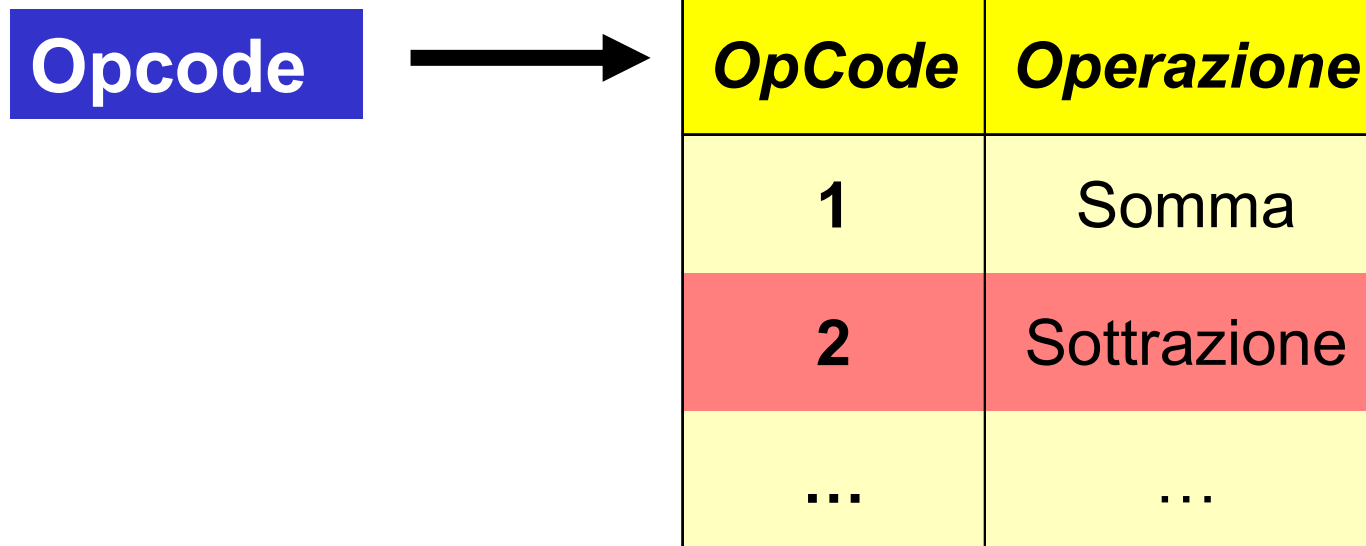 Opcode
OpCode Operazione
1 Somma
2 Sottrazione
… …